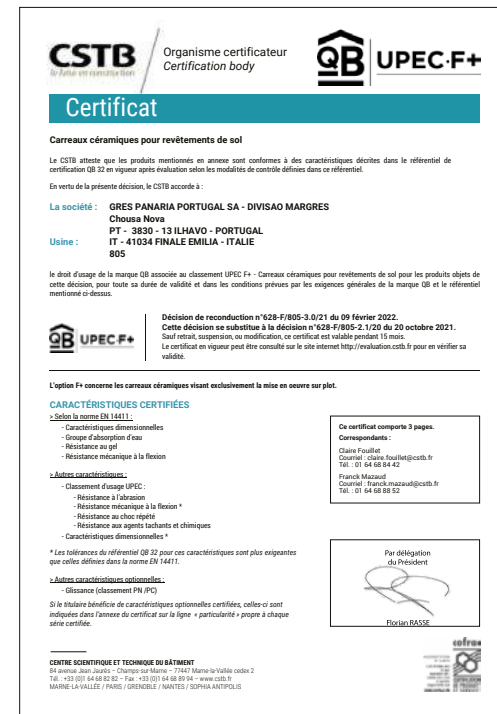 CSTB
le futur en construction
Organisme certificateur
Certification body
QB UPEC·F+
Certificat
Carreaux céramiques pour revêtements de sol
Le CSTB atteste que les produits mentionnés en annexe sont conformes à des caractéristiques décrites dans le référentiel de
certification QB 32 en vigueur après évaluation selon les modalités de contrôle définies dans ce référentiel.
En vertu de la présente décision, le CSTB accorde à :
La société : GRES PANARIA PORTUGAL SA - DIVISAO MARGRES
Chousa Nova
PT - 3830 - 13 ILHAVO - PORTUGAL
Usine : IT - 41034 FINALE EMILIA - ITALIE
805
le droit d'usage de la marque QB associée au classement UPEC F+ - Carreaux céramiques pour revêtements de sol pour les produits objets de
cette décision, pour toute sa durée de validité et dans les conditions prévues par les exigences générales de la marque QB et le référentiel
mentionné ci-dessus.
QB UPEC·F+
Décision de reconduction n°628-F/805-3.0/21 du 09 février 2022.
Cette décision se substitue à la décision n°628-F/805-2.1/20 du 20 octobre 2021.
Sauf retrait, suspension, ou modification, ce certificat est valable pendant 15 mois.
Le certificat en vigueur peut être consulté sur le site internet http://evaluation.cstb.fr pour en vérifier sa
validité.
L'option F+ concerne les carreaux céramiques visant exclusivement la mise en oeuvre sur plot.
CARACTÉRISTIQUES CERTIFIÉES
> Selon la norme EN 14411 :
- Caractéristiques dimensionnelles
- Groupe d'absorption d'eau
- Résistance au gel
- Résistance mécanique à la flexion
> Autres caractéristiques :
- Classement d'usage UPEC :
- Résistance à l'abrasion
- Résistance mécanique à la flexion *
- Résistance au choc répété
- Résistance aux agents tachants et chimiques
- Caractéristiques dimensionnelles *
* Les tolérances du référentiel QB 32 pour ces caractéristiques sont plus exigeantes
que celles définies dans la norme EN 14411.
> Autres caractéristiques optionnelles :
- Glissance (classement PN /PC)
Si le titulaire bénéficie de caractéristiques optionnelles certifiées, celles-ci sont
indiquées dans l'annexe du certificat sur la ligne « particularité » propre à chaque
série certifiée.
Ce certificat comporte 3 pages.
Correspondants :
Claire Fouillet
Courriel : claire.fouillet@cstb.fr
Tél. : 01 64 68 84 42
Franck Mazaud
Courriel : franck.mazaud@cstb.fr
Tél. : 01 64 68 88 52
Par délégation
du Président
Florian RASSE
cofrac
CENTRE SCIENTIFIQUE ET TECHNIQUE DU BÂTIMENT
84 avenue Jean Jaurès – Champs-sur-Marne – 77447 Marne-la-Vallée cedex 2
Tél. : +33 (0)1 64 68 82 82 – Fax : +33 (0)1 64 68 89 94 – www.cstb.fr
MARNE-LA-VALLÉE / PARIS / GRENOBLE / NANTES / SOPHIA ANTIPOLIS